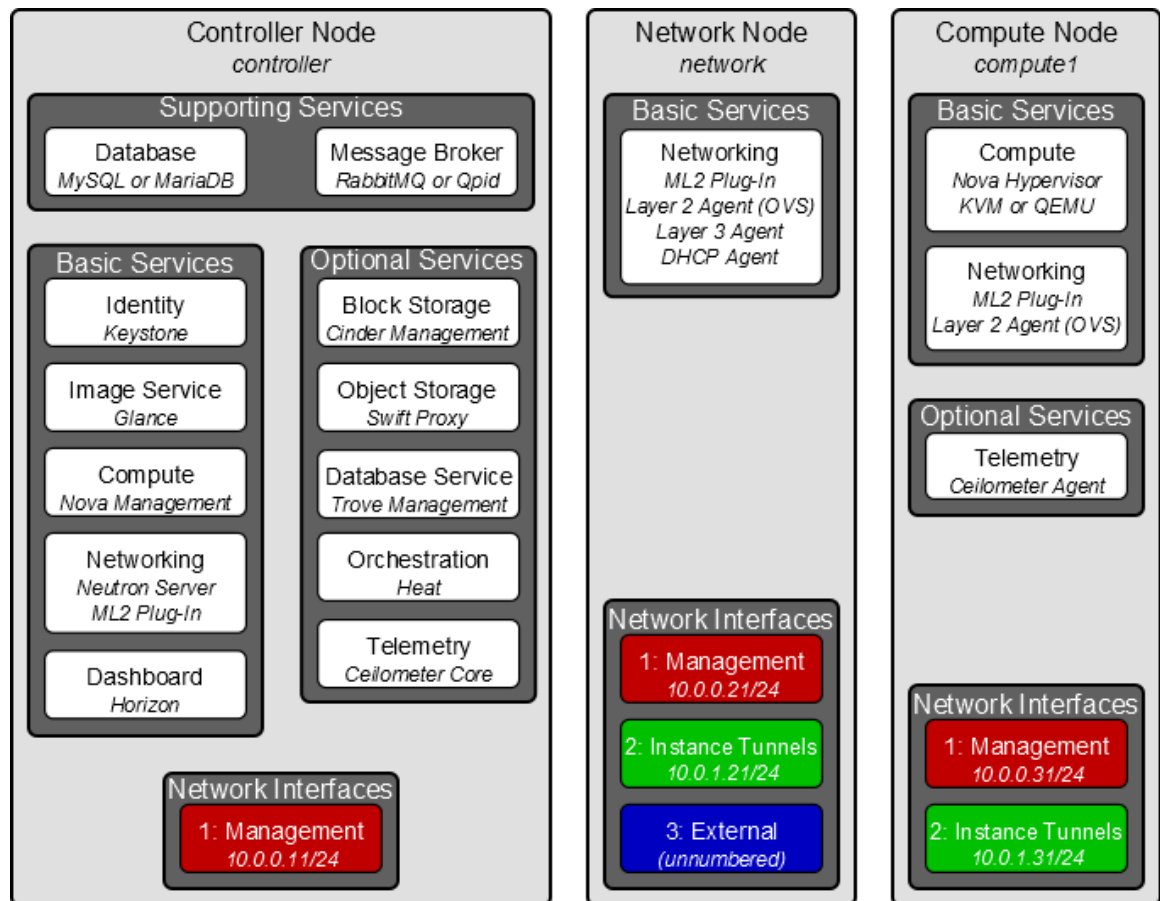 Controller Node
controller
Supporting Services
Database
MySQL or MariaDB
Message Broker
RabbitMQ or Qpid
Basic Services
Identity
Keystone
Image Service
Glance
Compute
Nova Management
Networking
Neutron Server
ML2 Plug-In
Dashboard
Horizon
Optional Services
Block Storage
Cinder Management
Object Storage
Swift Proxy
Database Service
Trove Management
Orchestration
Heat
Telemetry
Ceilometer Core
Network Interfaces
1: Management
10.0.0.11/24
Network Node
network
Basic Services
Networking
ML2 Plug-In
Layer 2 Agent (OVS)
Layer 3 Agent
DHCP Agent
Network Interfaces
1: Management
10.0.0.21/24
2: Instance Tunnels
10.0.1.21/24
3: External
(unnumbered)
Compute Node
compute1
Basic Services
Compute
Nova Hypervisor
KVM or QEMU
Networking
ML2 Plug-In
Layer 2 Agent (OVS)
Optional Services
Telemetry
Ceilometer Agent
Network Interfaces
1: Management
10.0.0.31/24
2: Instance Tunnels
10.0.1.31/24